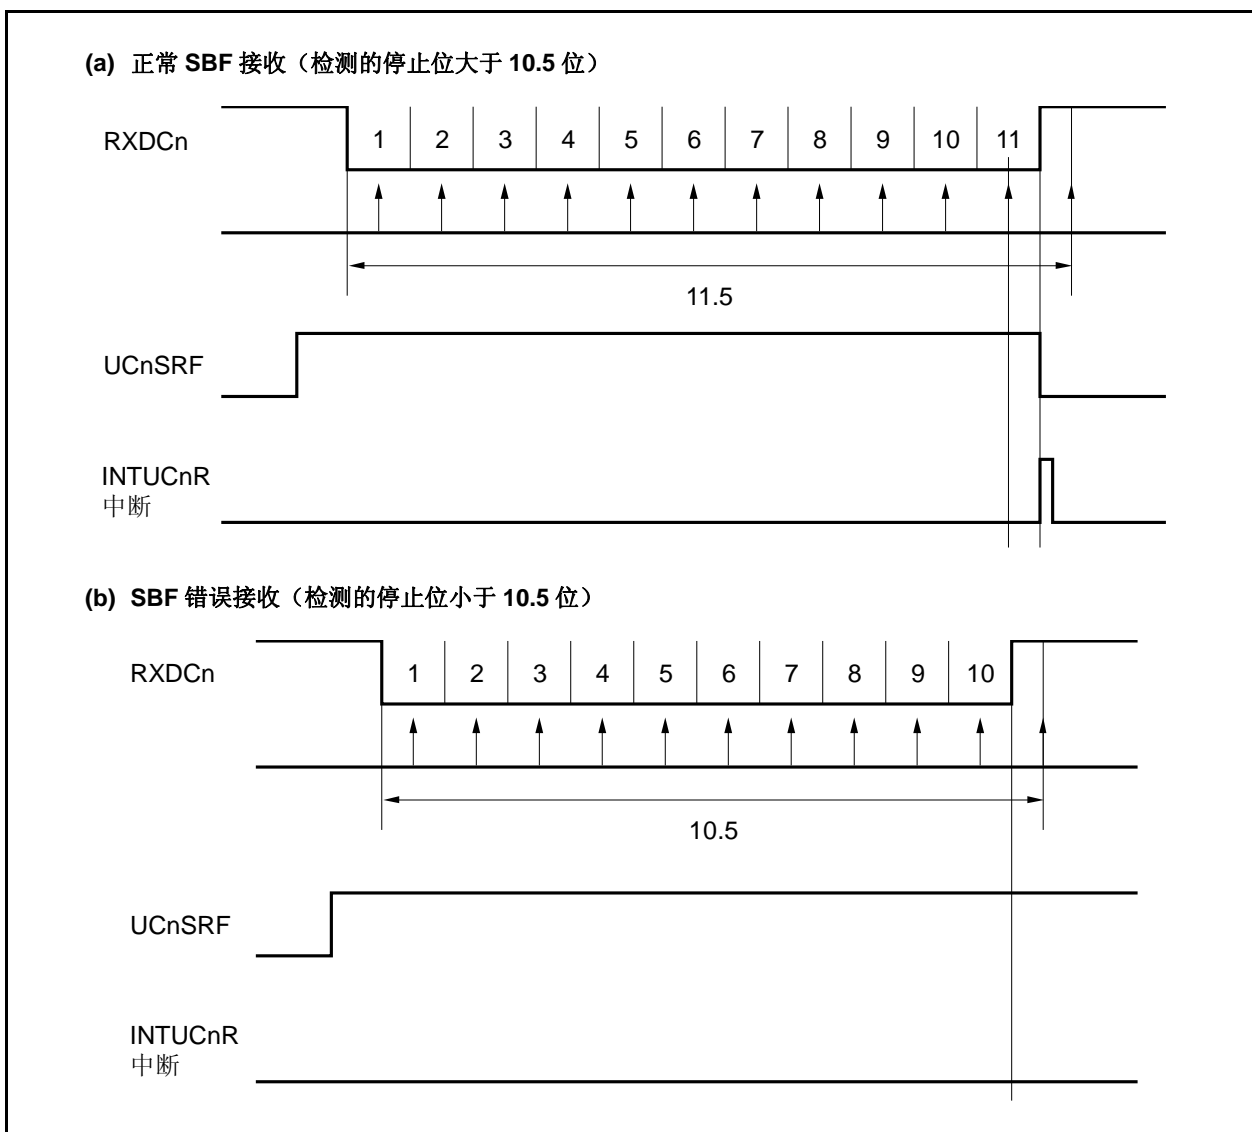 (a) 正常 SBF 接收（检测的停止位大于 10.5 位）
RXDCn 1 2 3 4 5 6 7 8 9 10 11
11.5
UCnSRF
INTUCnR
中断
(b) SBF 错误接收（检测的停止位小于 10.5 位）
RXDCn 1 2 3 4 5 6 7 8 9 10
10.5
UCnSRF
INTUCnR
中断